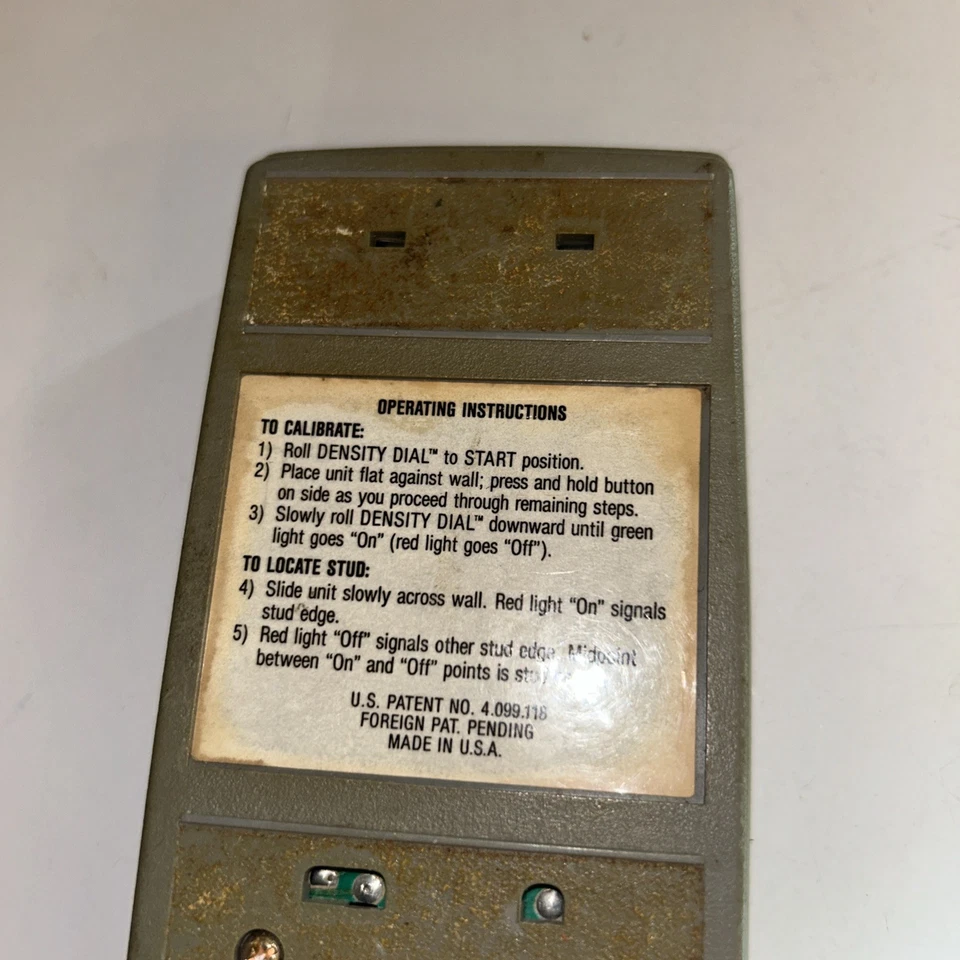 OPERATING INSTRUCTIONS
TO CALIBRATE:
1) Roll DENSITY DIAL™ to START position.
2) Place unit flat against wall; press and hold button
on side as you proceed through remaining steps.
3) Slowly roll DENSITY DIAL™ downward until green
light goes "On" (red light goes "Off").
TO LOCATE STUD:
4) Slide unit slowly across wall. Red light "On" signals
stud edge.
5) Red light "Off" signals other stud edge. Midpoint
between "On" and "Off" points is
U.S. PATENT NO. 4.099.118
FOREIGN PAT. PENDING
MADE IN U.S.A.